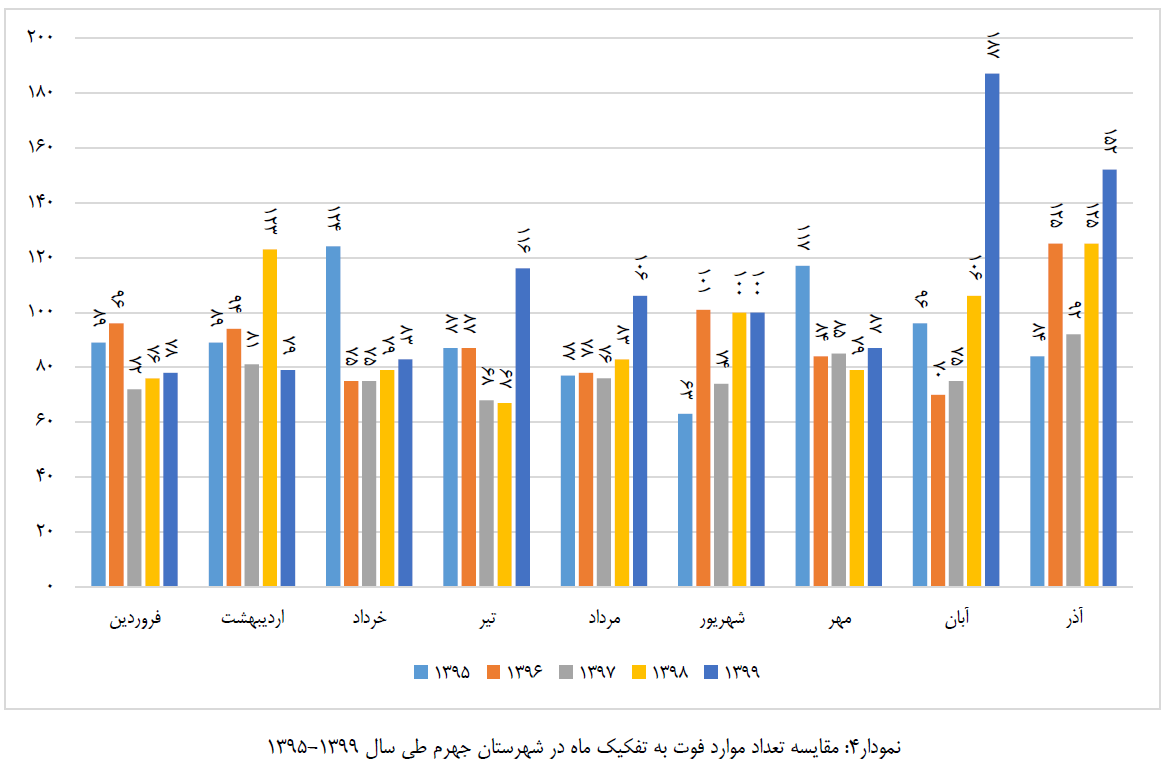 ۲۰۰
۱۸۰
۱۶۰
۱۴۰
۱۲۰
۱۰۰
۸۰
۶۰
۴۰
۲۰
۰
۸۹ ۹۶ ۷۲ ۷۶ ۷۸
۸۹ ۹۴ ۸۱ ۱۲۳ ۷۹
۱۲۴ ۷۵ ۷۵ ۷۹ ۸۳
۸۷ ۸۷ ۶۸ ۶۷ ۱۱۶
۷۷ ۷۸ ۷۶ ۸۳ ۱۰۶
۶۳ ۱۰۱ ۷۴ ۱۰۰ ۱۰۰
۱۱۷ ۸۴ ۸۵ ۷۹ ۸۷
۹۶ ۷۰ ۷۵ ۱۰۶ ۱۸۷
۸۴ ۱۲۵ ۹۲ ۱۲۵ ۱۵۲
فروردین اردیبهشت خرداد تیر مرداد شهریور مهر آبان آذر
۱۳۹۵ ۱۳۹۶ ۱۳۹۷ ۱۳۹۸ ۱۳۹۹
نمودار۴: مقایسه تعداد موارد فوت به تفکیک ماه در شهرستان جهرم طی سال ۱۳۹۹-۱۳۹۵